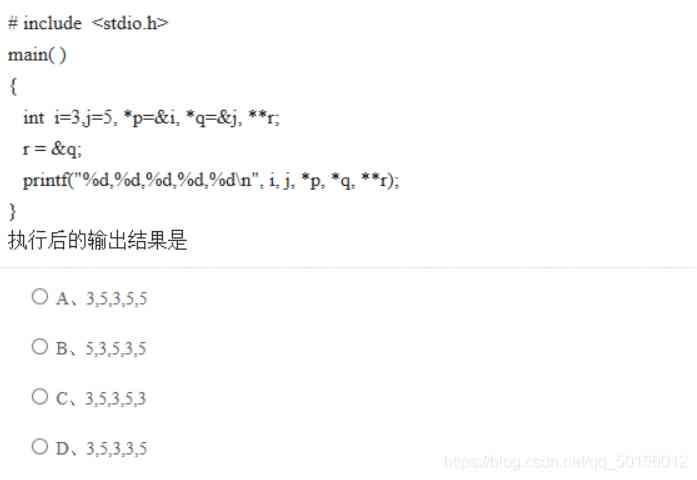 # include <stdio.h>
main( )
{
int i=3,j=5, *p=&i, *q=&j, **r;
r = &q;
printf("%d,%d,%d,%d,%d\n", i, j, *p, *q, **r);
}
执行后的输出结果是
A、3,5,3,5,5
B、5,3,5,3,5
C、3,5,3,5,3
D、3,5,3,3,5
https://blog.csdn.net/qq_50156012